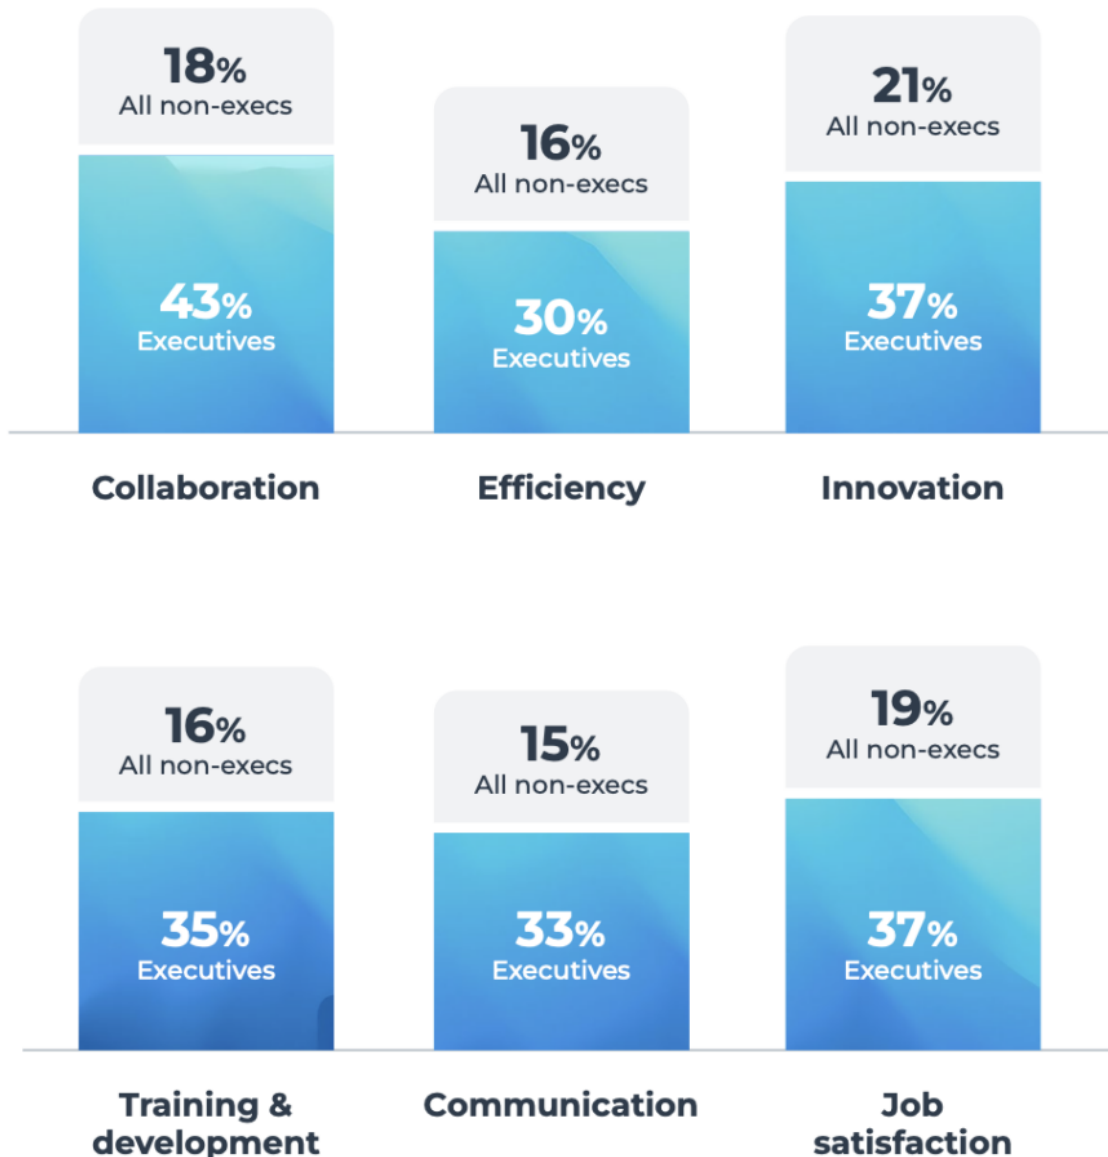 18%
All non-execs
43%
Executives
Collaboration
16%
All non-execs
30%
Executives
Efficiency
21%
All non-execs
37%
Executives
Innovation
16%
All non-execs
35%
Executives
Training &
development
15%
All non-execs
33%
Executives
Communication
19%
All non-execs
37%
Executives
Job
satisfaction